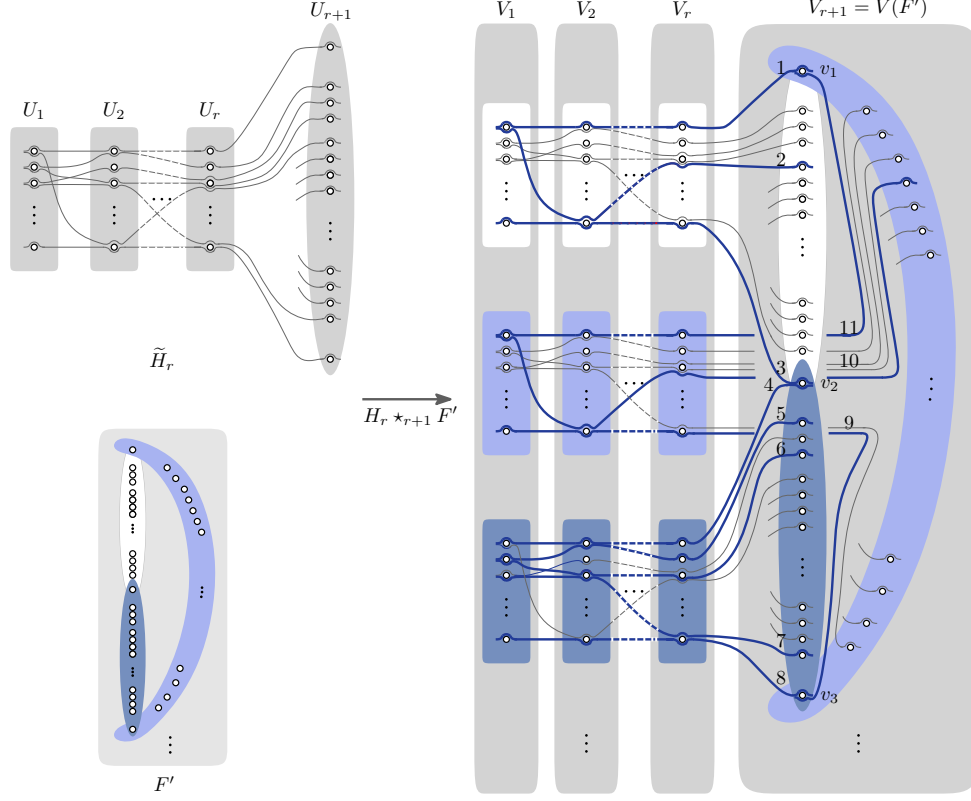 U_{r+1}
U_1 U_2 U_r
\widetilde{H}_r
H_r ⋆_{r+1} F'
F'
V_1 V_2 V_r V_{r+1} = V(F')
1 v_1
2
11
3 10
4 v_2
5 9
6
7
8 v_3